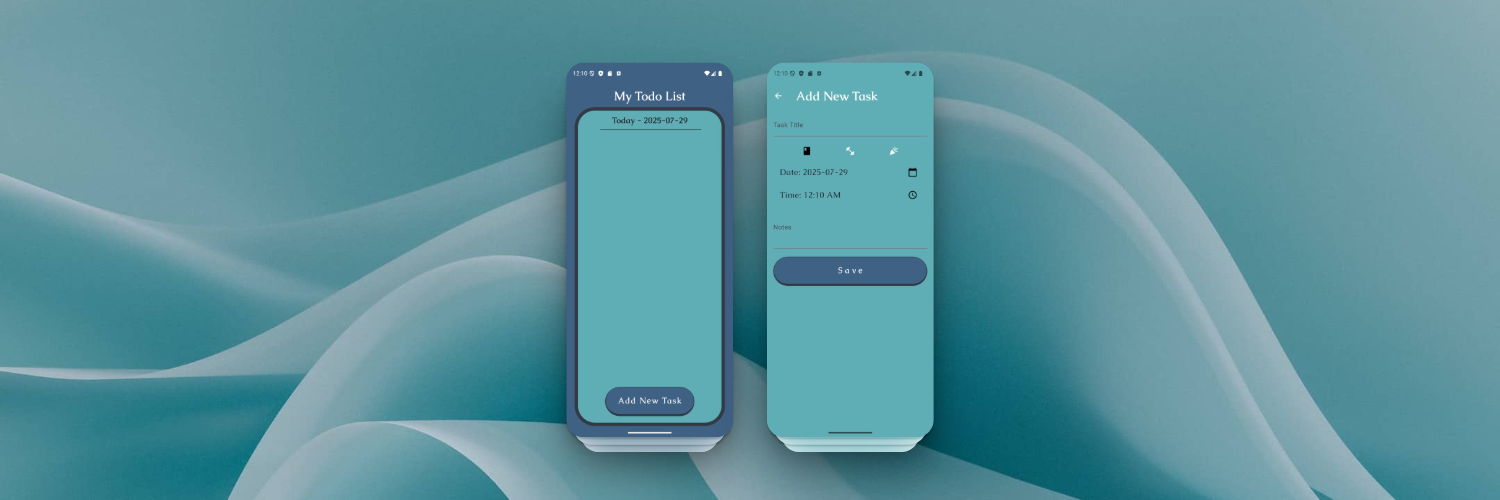 12:10
My Todo List
Today - 2025-07-29
Add New Task
12:10
Add New Task
Task Title
Date: 2025-07-29
Time: 12:10 AM
Notes
Save